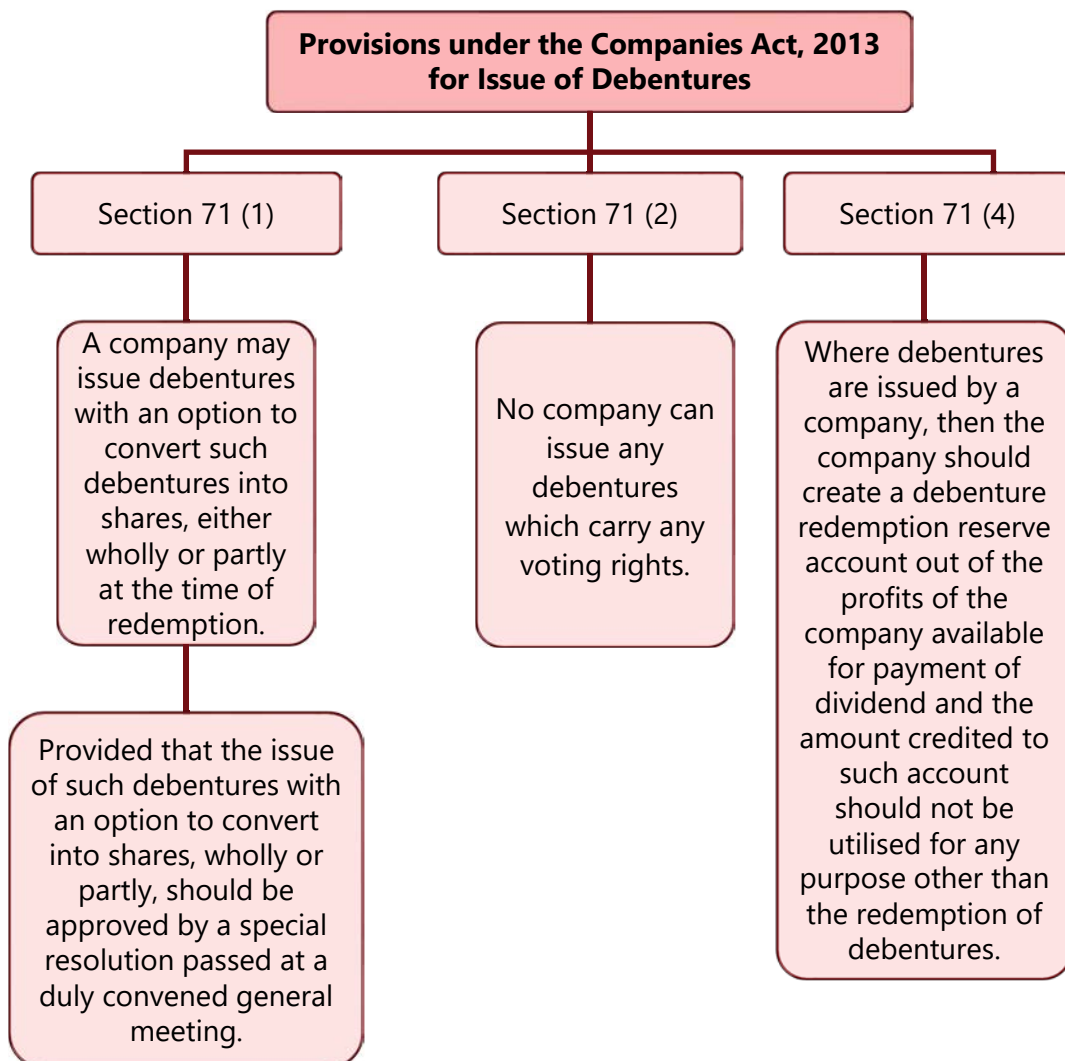 Provisions under the Companies Act, 2013
for Issue of Debentures
Section 71 (1)
Section 71 (2)
Section 71 (4)
A company may
issue debentures
with an option to
convert such
debentures into
shares, either
wholly or partly
at the time of
redemption.
Provided that the issue
of such debentures with
an option to convert
into shares, wholly or
partly, should be
approved by a special
resolution passed at a
duly convened general
meeting.
No company can
issue any
debentures
which carry any
voting rights.
Where debentures
are issued by a
company, then the
company should
create a debenture
redemption reserve
account out of the
profits of the
company available
for payment of
dividend and the
amount credited to
such account
should not be
utilised for any
purpose other than
the redemption of
debentures.